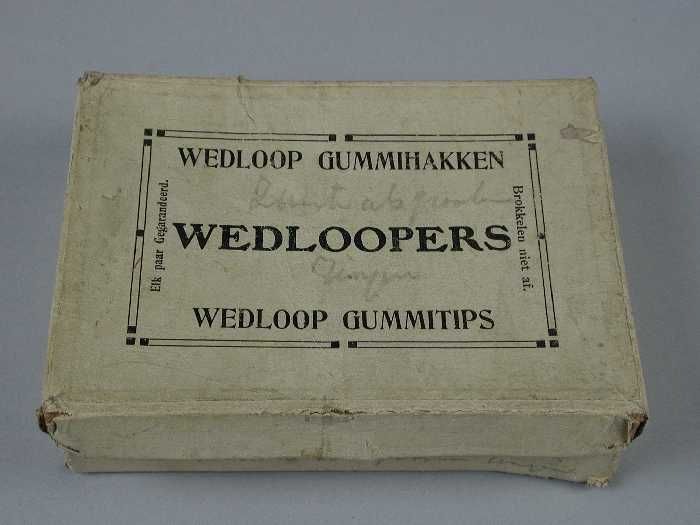 WEDLOOP GUMMIHAKKEN
Elk paar Gegarandeerd.
WEDLOOPERS
Brokkelen niet af.
WEDLOOP GUMMITIPS